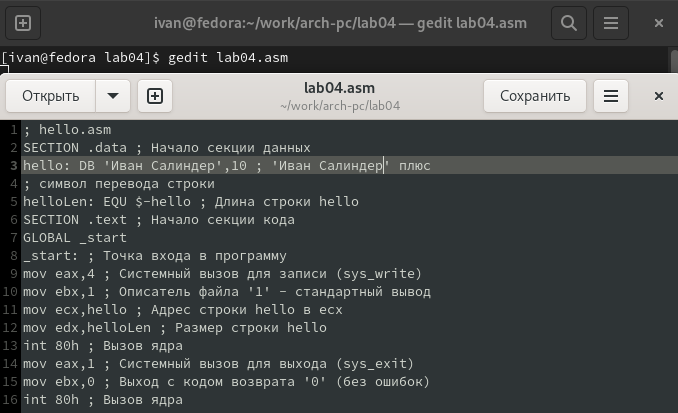 ivan@fedora:~/work/arch-pc/lab04 — gedit lab04.asm
[ivan@fedora lab04]$ gedit lab04.asm
Открыть
lab04.asm
~/work/arch-pc/lab04
Сохранить
1 ; hello.asm
2 SECTION .data ; Начало секции данных
3 hello: DB 'Иван Салиндер',10 ; 'Иван Салиндер' плюс
4 ; символ перевода строки
5 helloLen: EQU $-hello ; Длина строки hello
6 SECTION .text ; Начало секции кода
7 GLOBAL _start
8 _start: ; Точка входа в программу
9 mov eax,4 ; Системный вызов для записи (sys_write)
10 mov ebx,1 ; Описатель файла '1' - стандартный вывод
11 mov ecx,hello ; Адрес строки hello в ecx
12 mov edx,helloLen ; Размер строки hello
13 int 80h ; Вызов ядра
14 mov eax,1 ; Системный вызов для выхода (sys_exit)
15 mov ebx,0 ; Выход с кодом возврата '0' (без ошибок)
16 int 80h ; Вызов ядра